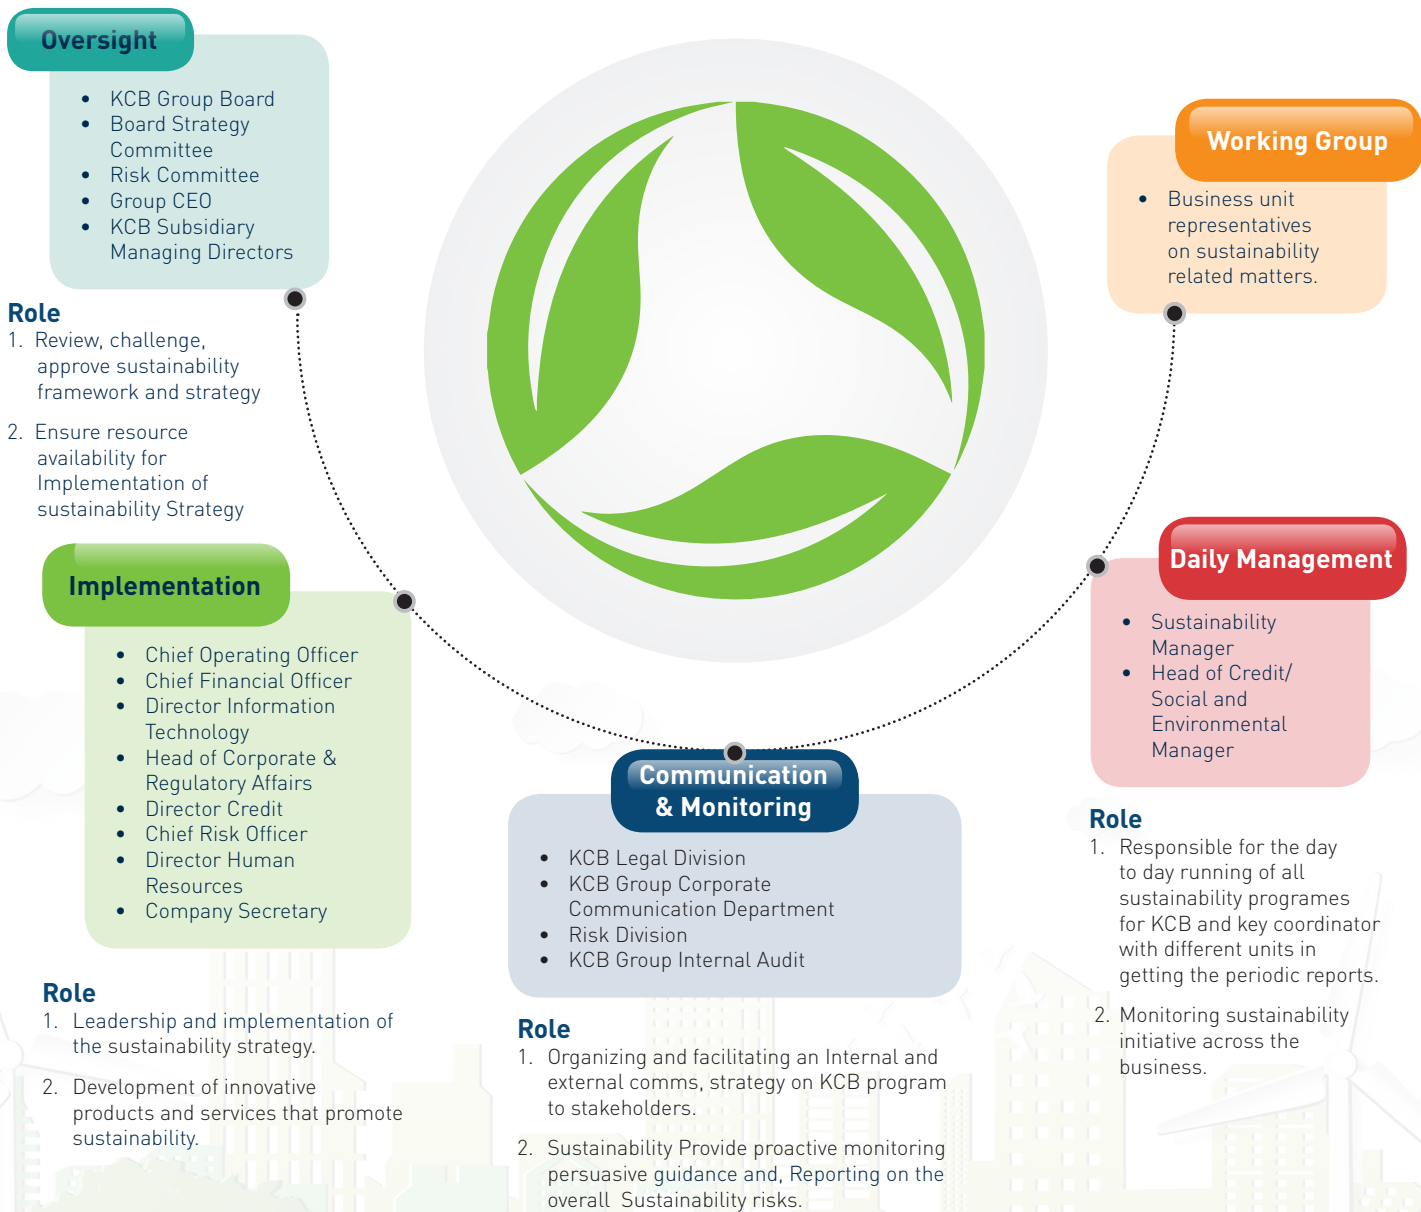 Oversight
• KCB Group Board
• Board Strategy
Committee
• Risk Committee
• Group CEO
• KCB Subsidiary
Managing Directors
Role
1. Review, challenge,
approve sustainability
framework and strategy
2. Ensure resource
availability for
Implementation of
sustainability Strategy
Implementation
• Chief Operating Officer
• Chief Financial Officer
• Director Information
Technology
• Head of Corporate &
Regulatory Affairs
• Director Credit
• Chief Risk Officer
• Director Human
Resources
• Company Secretary
Role
1. Leadership and implementation of
the sustainability strategy.
2. Development of innovative
products and services that promote
sustainability.
Communication
& Monitoring
• KCB Legal Division
• KCB Group Corporate
Communication Department
• Risk Division
• KCB Group Internal Audit
Role
1. Organizing and facilitating an Internal and
external comms, strategy on KCB program
to stakeholders.
2. Sustainability Provide proactive monitoring
persuasive guidance and, Reporting on the
overall Sustainability risks.
Working Group
• Business unit
representatives
on sustainability
related matters.
Daily Management
• Sustainability
Manager
• Head of Credit/
Social and
Environmental
Manager
Role
1. Responsible for the day
to day running of all
sustainability programes
for KCB and key coordinator
with different units in
getting the periodic reports.
2. Monitoring sustainability
initiative across the
business.